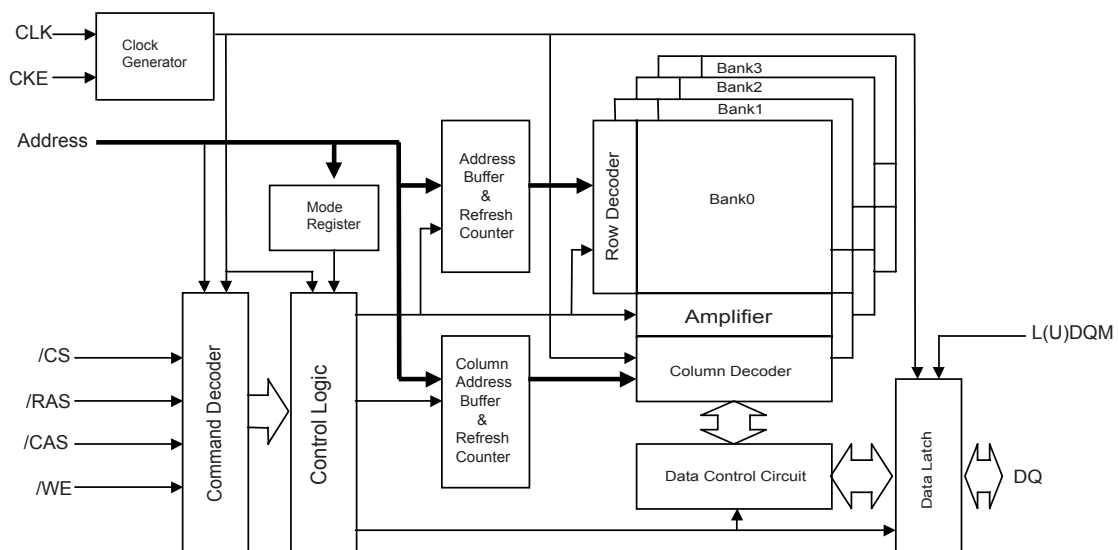 CLK
CKE
Clock
Generator
Address
Mode
Register
Address
Buffer
&
Refresh
Counter
Row Decoder
Bank3
Bank2
Bank1
Bank0
Amplifier
Column Decoder
L(U)DQM
/CS
/RAS
/CAS
/WE
Command Decoder
Control Logic
Column
Address
Buffer
&
Refresh
Counter
Data Control Circuit
Data Latch
DQ